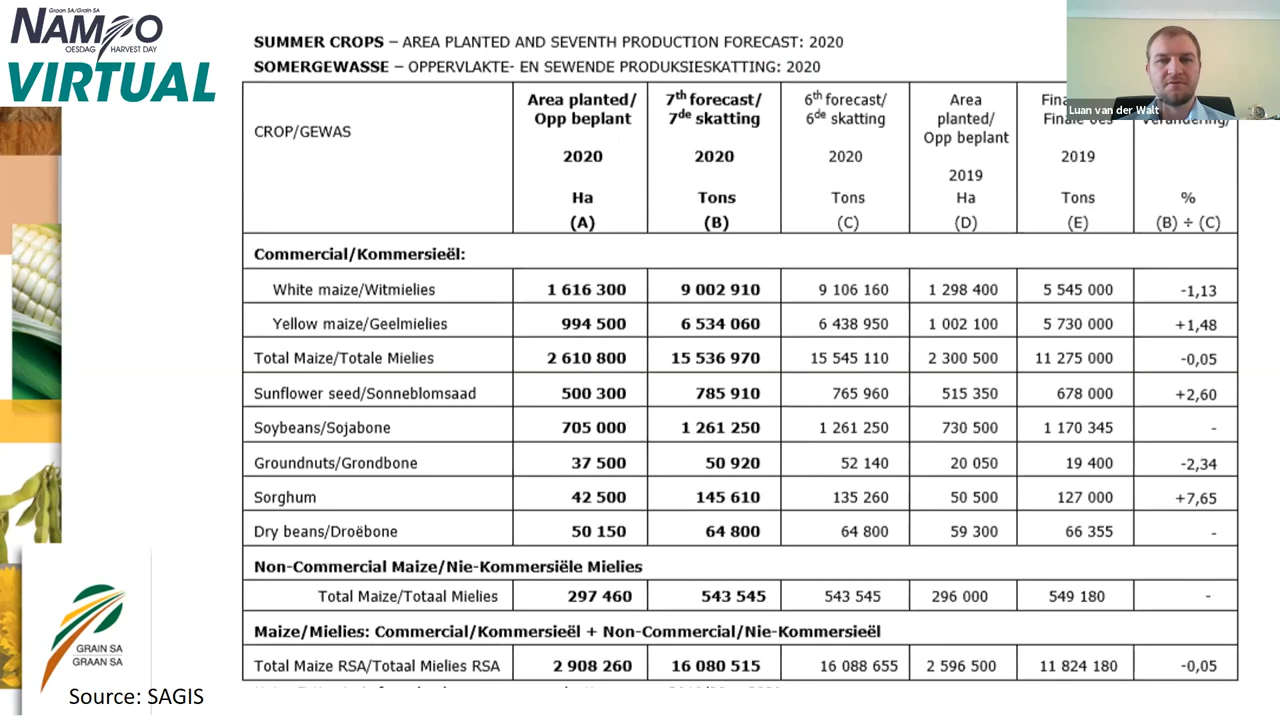 Graan SA/Grain SA
NAMPO
OESDAG HARVEST DAY
VIRTUAL
SUMMER CROPS – AREA PLANTED AND SEVENTH PRODUCTION FORECAST: 2020
SOMERGEWASSE – OPPERVLAKTE- EN SEWENDE PRODUKSIESKATTING: 2020
Luan van der Walt
CROP/GEWAS
Area planted/ Opp beplant 2020 Ha (A)
7th forecast/ 7de skatting 2020 Tons (B)
6th forecast/ 6de skatting 2020 Tons (C)
Area planted/ Opp beplant 2019 Ha (D)
2019 Tons (E)
% (B) ÷ (C)
Commercial/Kommersieël:
White maize/Witmielies 1 616 300 9 002 910 9 106 160 1 298 400 5 545 000 -1,13
Yellow maize/Geelmielies 994 500 6 534 060 6 438 950 1 002 100 5 730 000 +1,48
Total Maize/Totale Mielies 2 610 800 15 536 970 15 545 110 2 300 500 11 275 000 -0,05
Sunflower seed/Sonneblomsaad 500 300 785 910 765 960 515 350 678 000 +2,60
Soybeans/Sojabone 705 000 1 261 250 1 261 250 730 500 1 170 345 -
Groundnuts/Grondbone 37 500 50 920 52 140 20 050 19 400 -2,34
Sorghum 42 500 145 610 135 260 50 500 127 000 +7,65
Dry beans/Droëbone 50 150 64 800 64 800 59 300 66 355 -
Non-Commercial Maize/Nie-Kommersiële Mielies
Total Maize/Totaal Mielies 297 460 543 545 543 545 296 000 549 180 -
Maize/Mielies: Commercial/Kommersieël + Non-Commercial/Nie-Kommersieël
Total Maize RSA/Totaal Mielies RSA 2 908 260 16 080 515 16 088 655 2 596 500 11 824 180 -0,05
GRAIN SA
GRAAN SA
Source: SAGIS